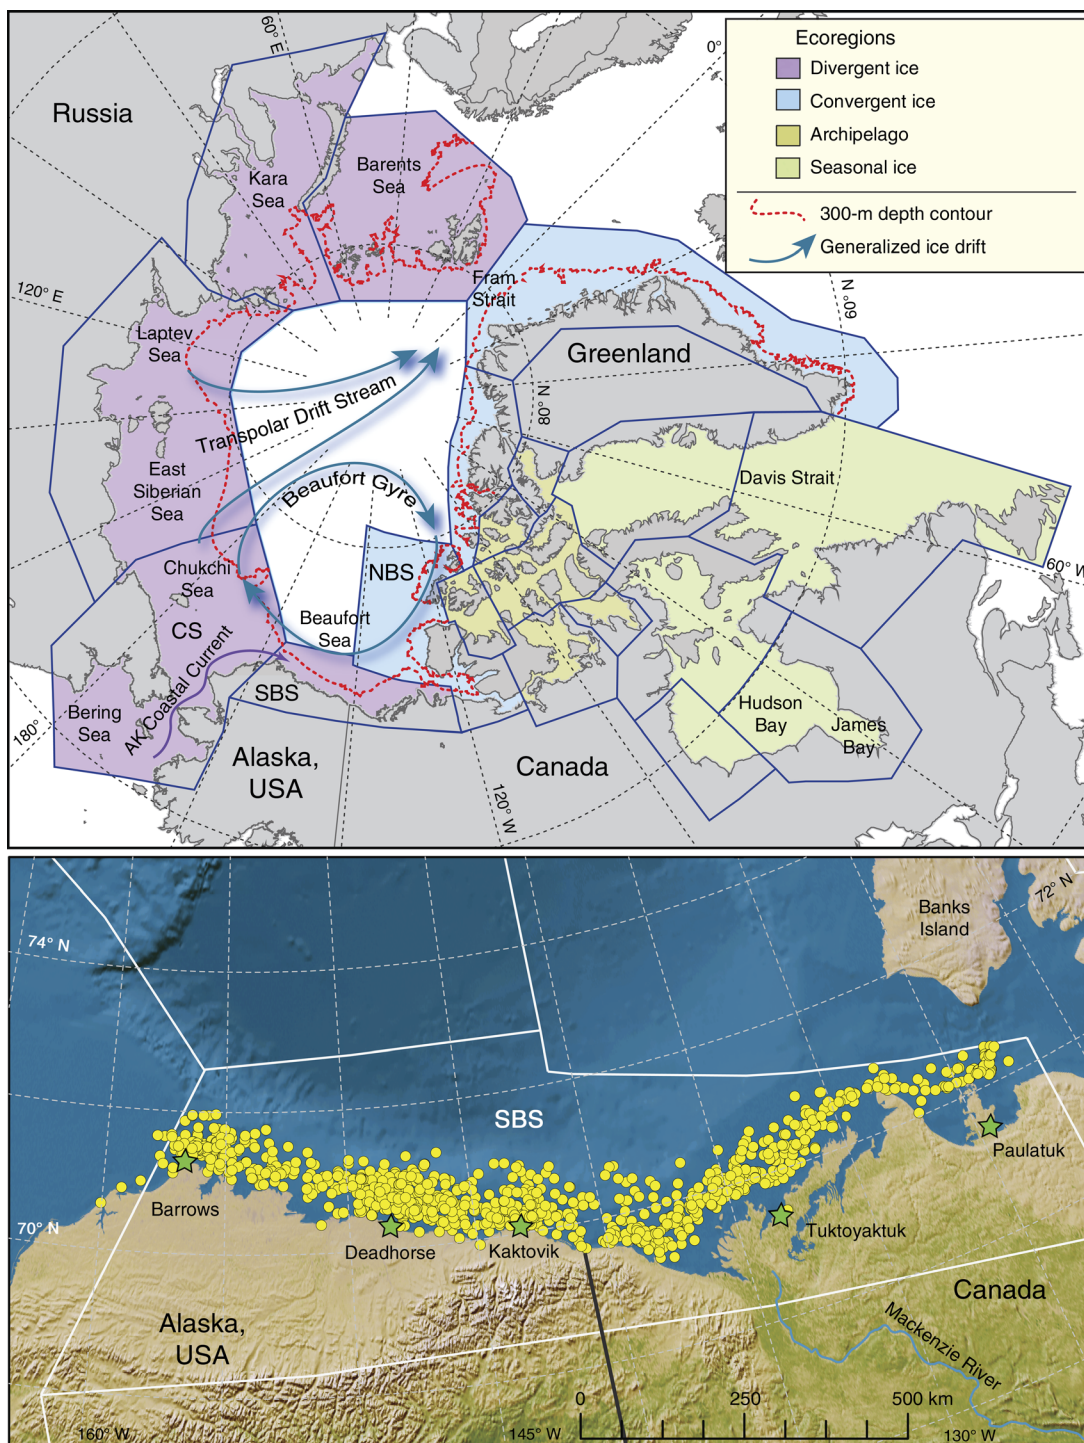 60° E
0°
Ecoregions
Divergent ice
Convergent ice
Archipelago
Seasonal ice
300-m depth contour
Generalized ice drift
Russia
Kara
Sea
Barents
Sea
Fram
Strait
120° E
60° N
Laptev
Sea
Greenland
80° N
Transpolar Drift Stream
East
Siberian
Sea
Beaufort Gyre
Davis Strait
Chukchi
Sea
NBS
60° W
CS
Beaufort
Sea
AK Coastal Current
SBS
Bering
Sea
180°
Hudson
Bay
James
Bay
Alaska,
USA
Canada
120° W
72° N
Banks
Island
74° N
SBS
Paulatuk
Barrows
70° N
Deadhorse
Kaktovik
Tuktoyaktuk
Canada
Alaska,
USA
Mackenzie River
0
250
500 km
160° W
145° W
130° W